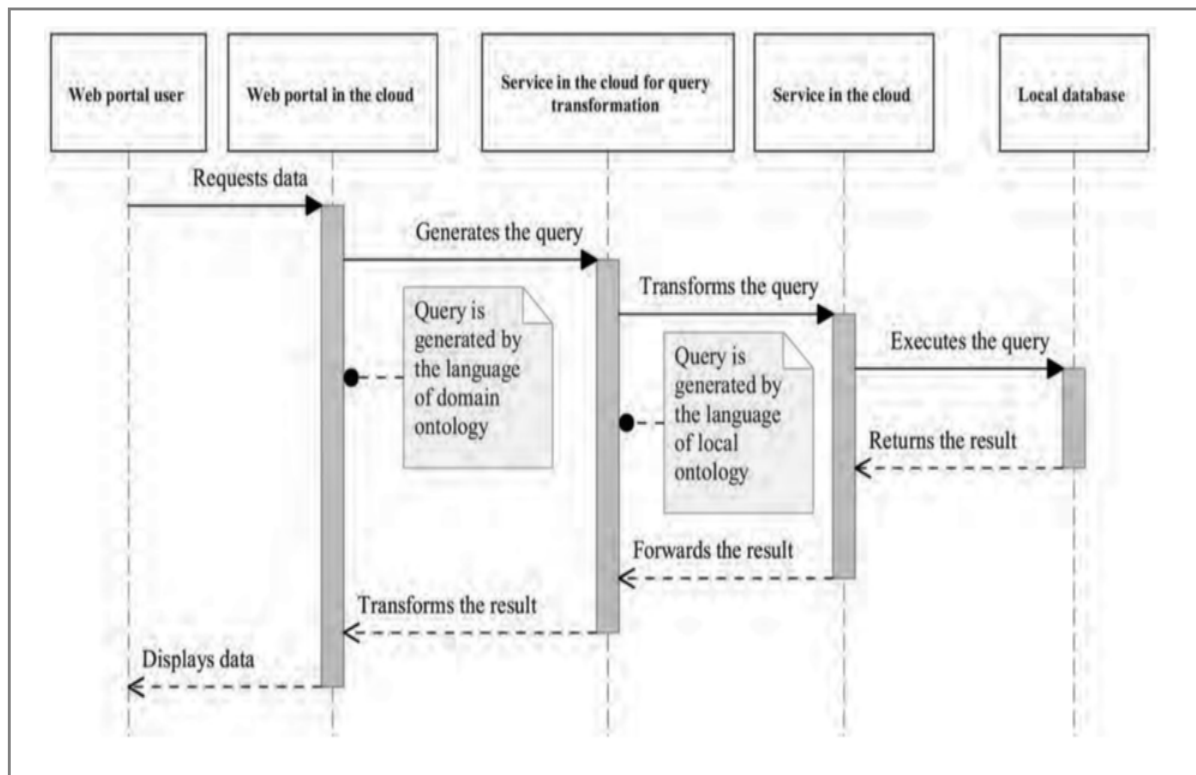 Web portal user
Web portal in the cloud
Service in the cloud for query
transformation
Service in the cloud
Local database
Requests data
Generates the query
Transforms the query
Query is
generated by
the language
of domain
ontology
Query is
generated by
the language
of local
ontology
Executes the query
Returns the result
Forwards the result
Transforms the result
Displays data